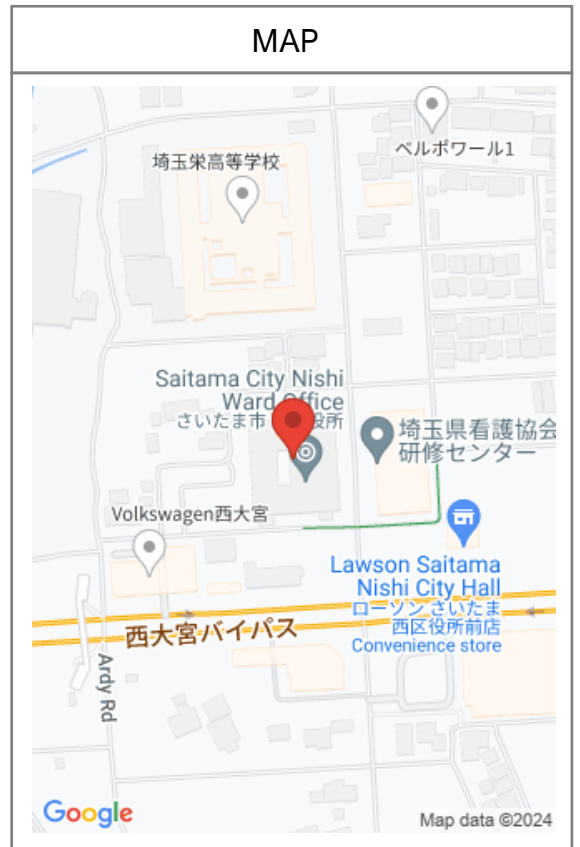 MAP
ベルポワール1
埼玉栄高等学校
Saitama City Nishi
Ward Office
さいたま市 役所
埼玉県看護協会
研修センター
Volkswagen西大宮
Lawson Saitama
Nishi City Hall
ローソン さいたま
西区役所前店
Convenience store
西大宮バイパス
Ardy Rd
Google
Map data ©2024